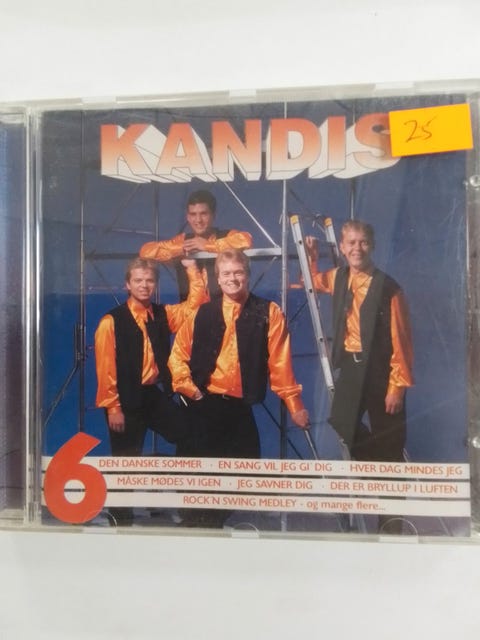 KANDIS
25
6
DEN DANSKE SOMMER · EN SANG VIL JEG GI' DIG · HVER DAG MINDES JEG
MÅSKE MØDES VI IGEN · JEG SAVNER DIG · DER ER BRYLLUP I LUFTEN
ROCK'N SWING MEDLEY - og mange flere...